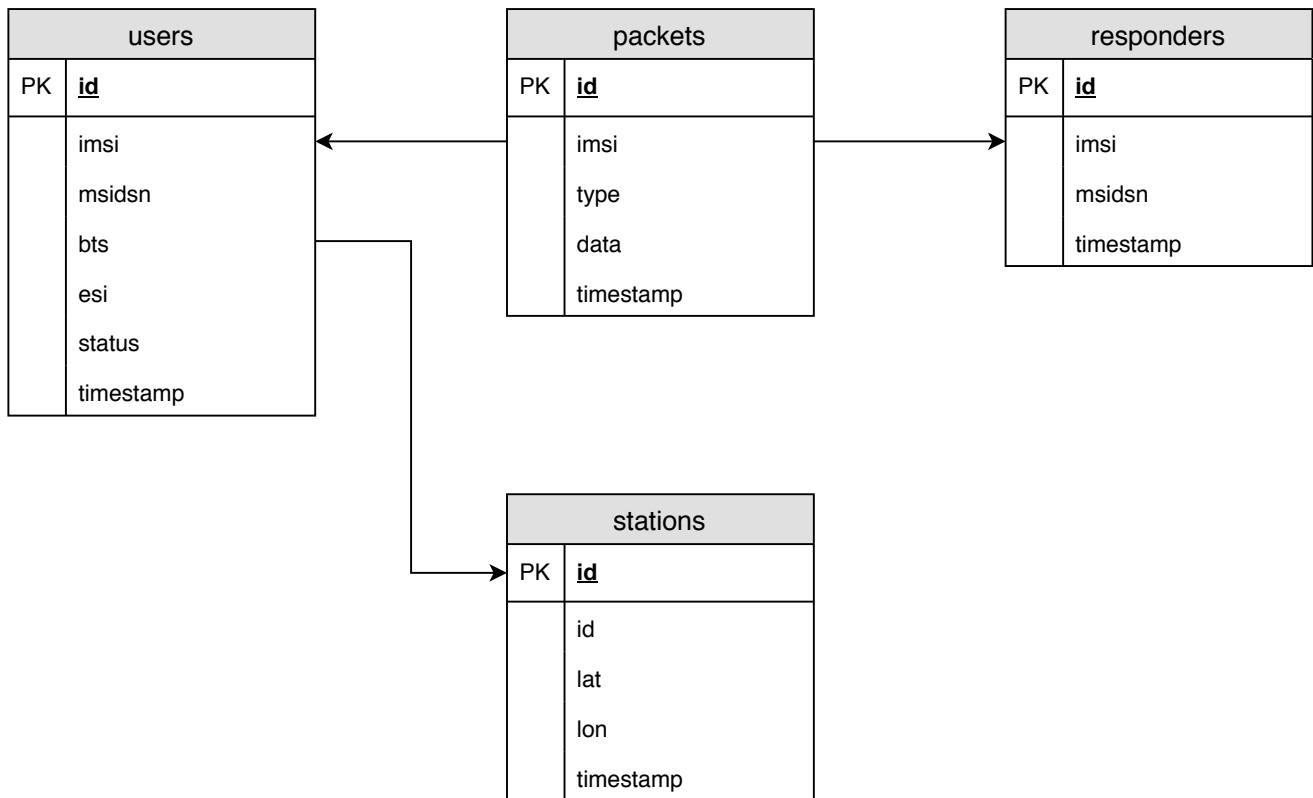 users
PK id
imsi
msidsn
bts
esi
status
timestamp
packets
PK id
imsi
type
data
timestamp
responders
PK id
imsi
msidsn
timestamp
stations
PK id
id
lat
lon
timestamp